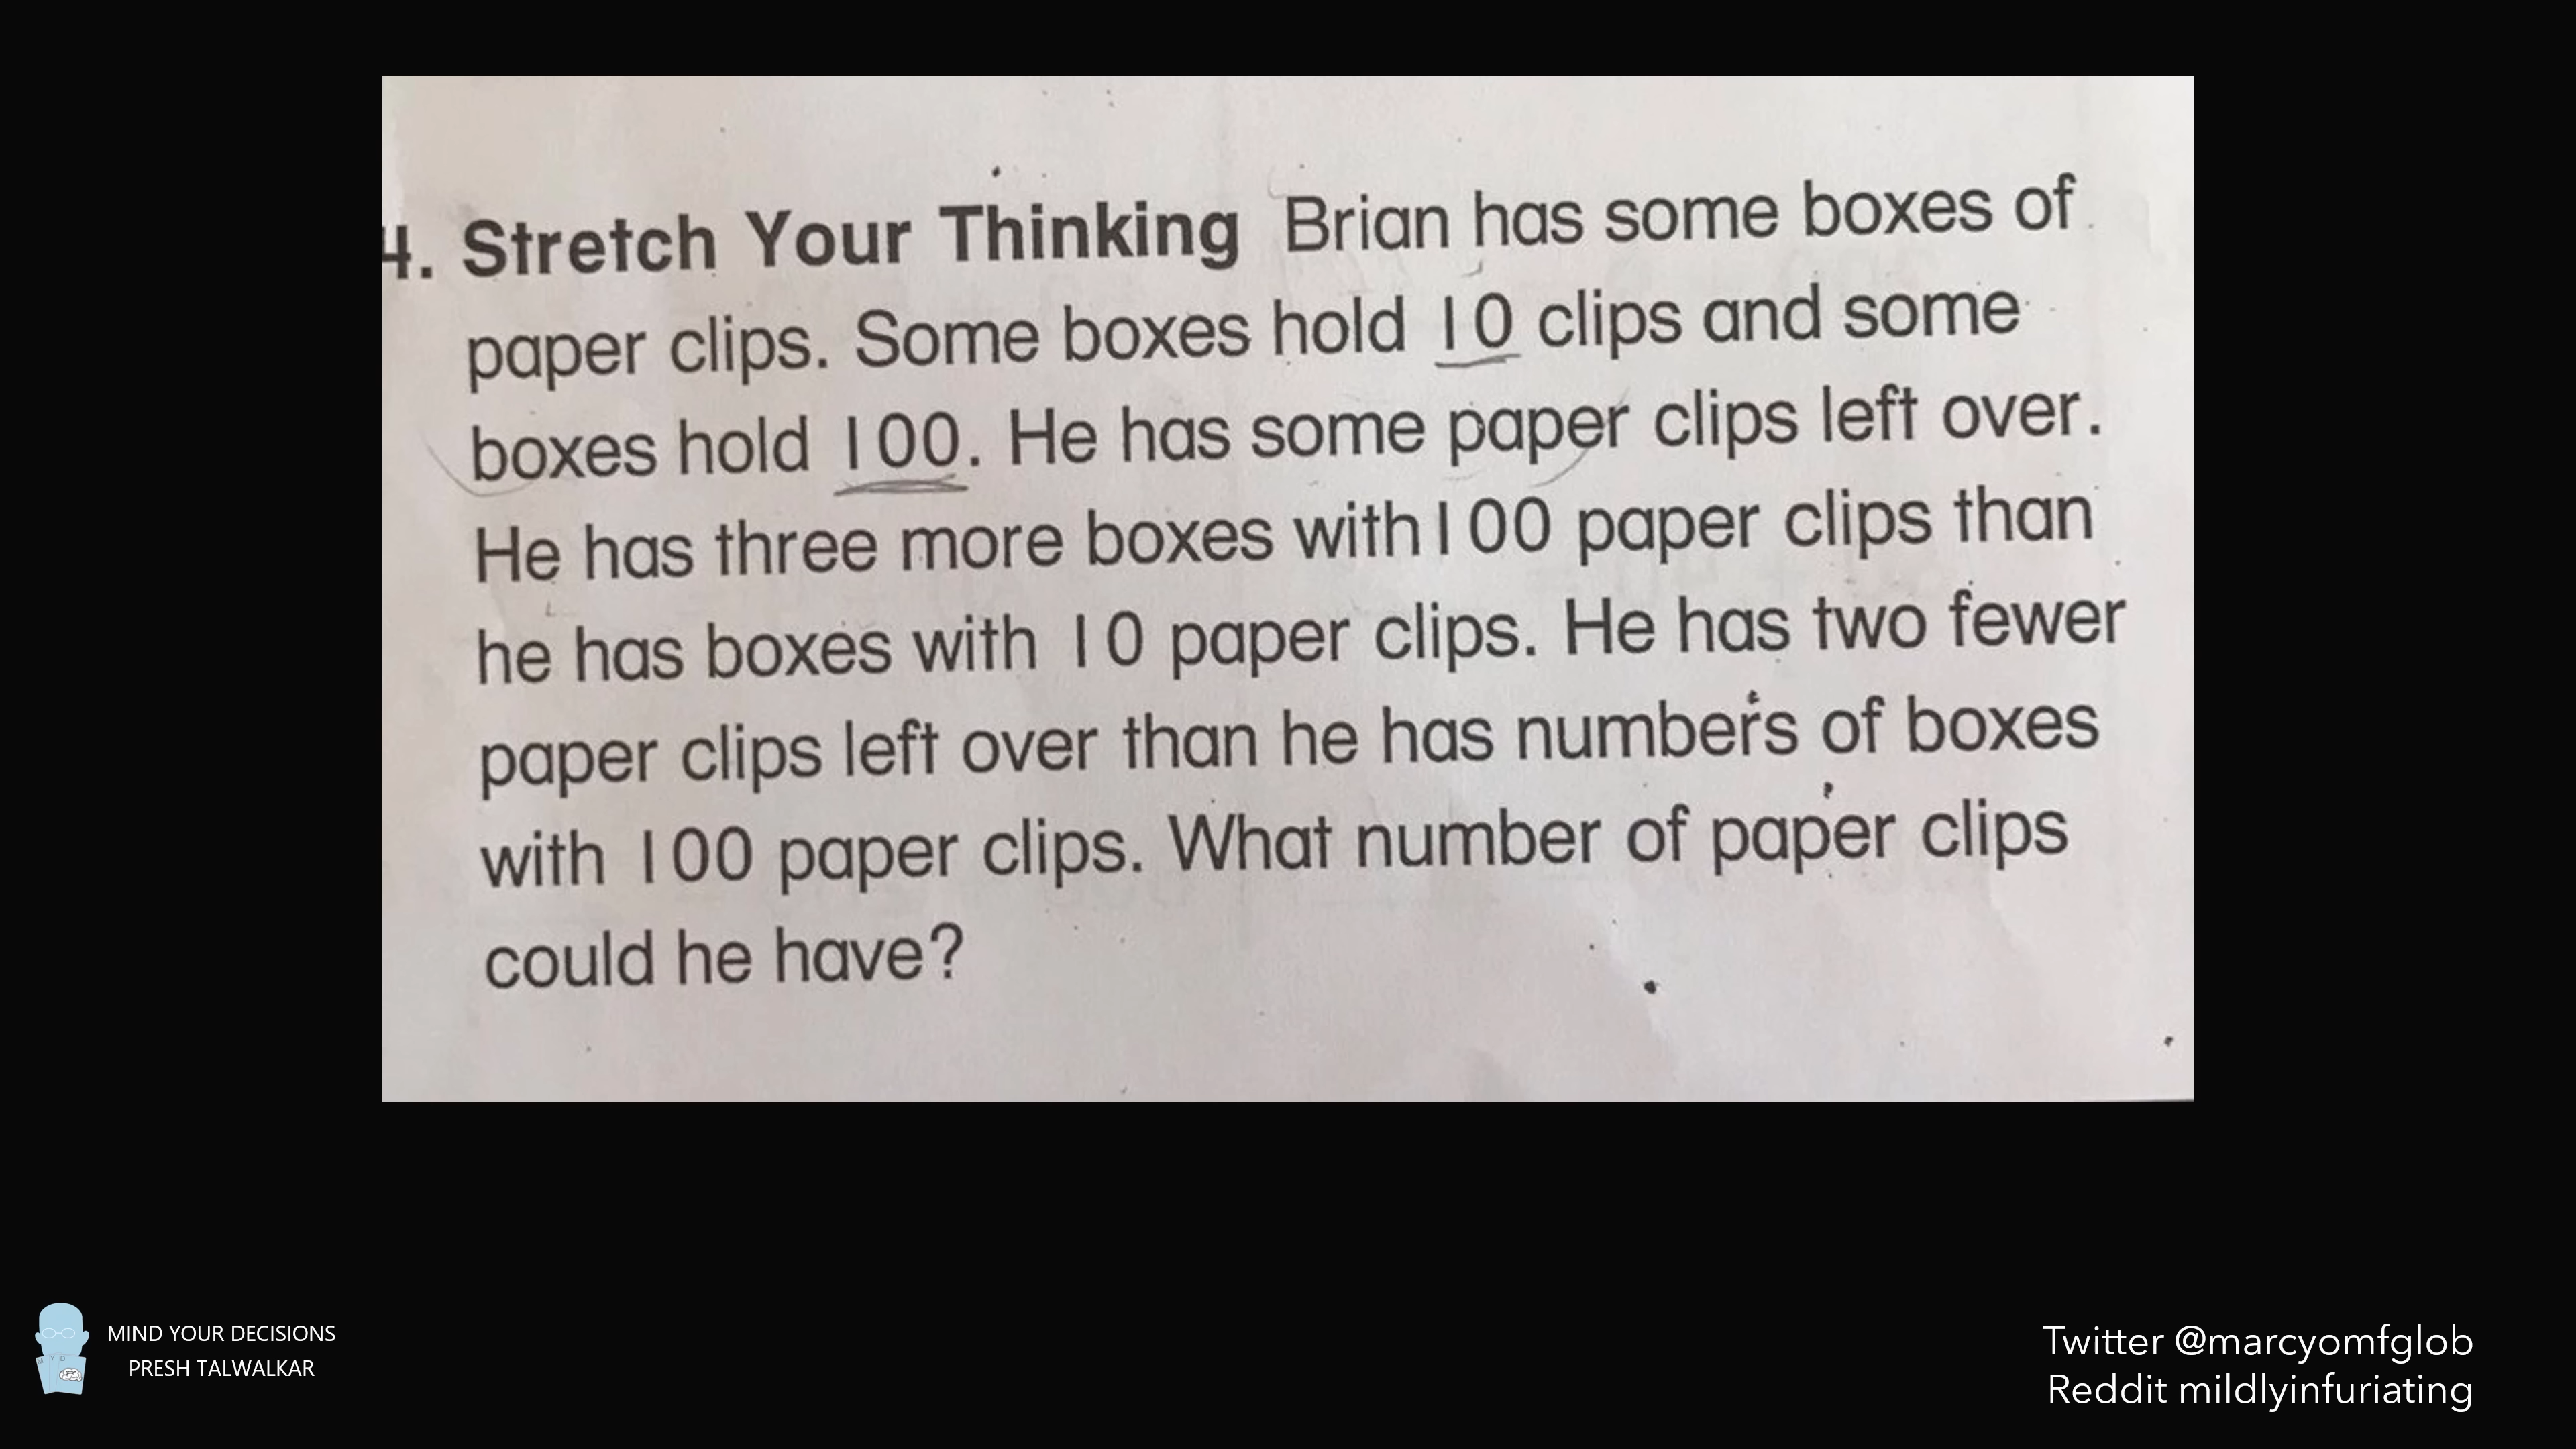 4. Stretch Your Thinking Brian has some boxes of
paper clips. Some boxes hold 10 clips and some
boxes hold 100. He has some paper clips left over.
He has three more boxes with 100 paper clips than
he has boxes with 10 paper clips. He has two fewer
paper clips left over than he has numbers of boxes
with 100 paper clips. What number of paper clips
could he have?
MIND YOUR DECISIONS
PRESH TALWALKAR
Twitter @marcyomfglob
Reddit mildlyinfuriating